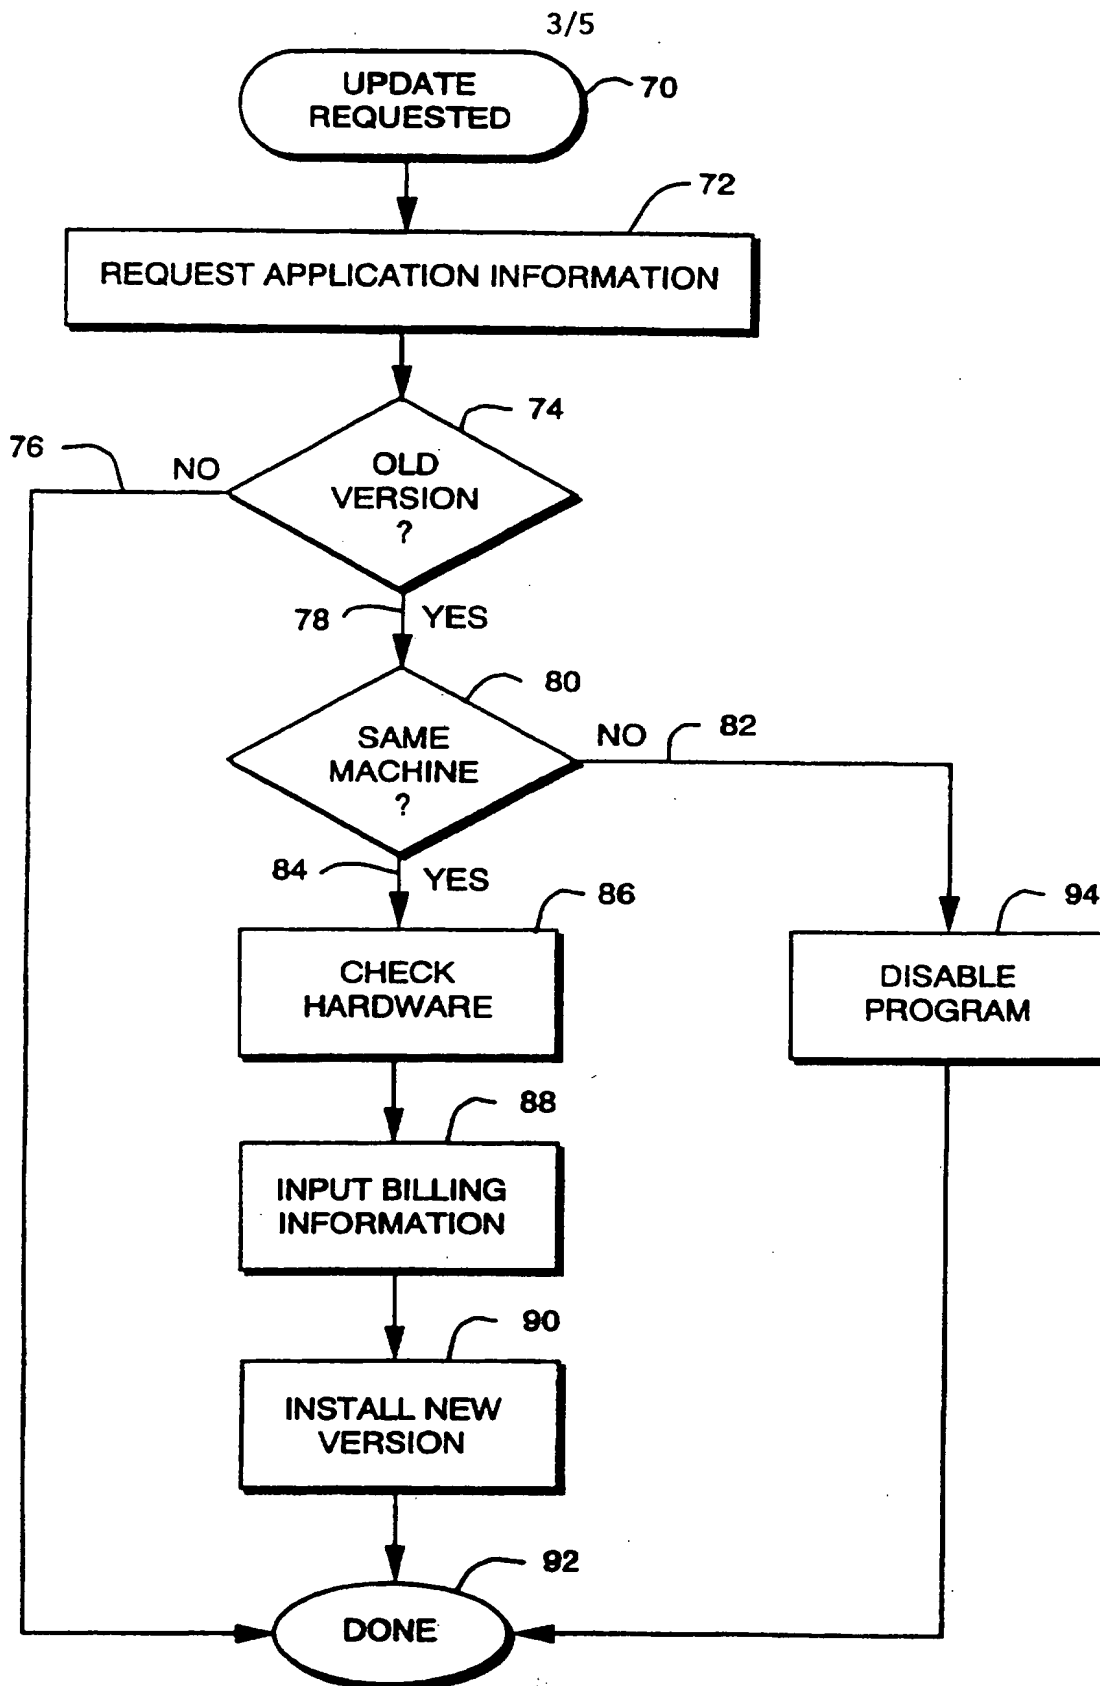 3/5
UPDATE
REQUESTED
70
72
REQUEST APPLICATION INFORMATION
74
76
NO
OLD
VERSION
?
78
YES
80
SAME
MACHINE
?
NO
82
84
YES
86
94
CHECK
HARDWARE
DISABLE
PROGRAM
88
INPUT BILLING
INFORMATION
90
INSTALL NEW
VERSION
92
DONE